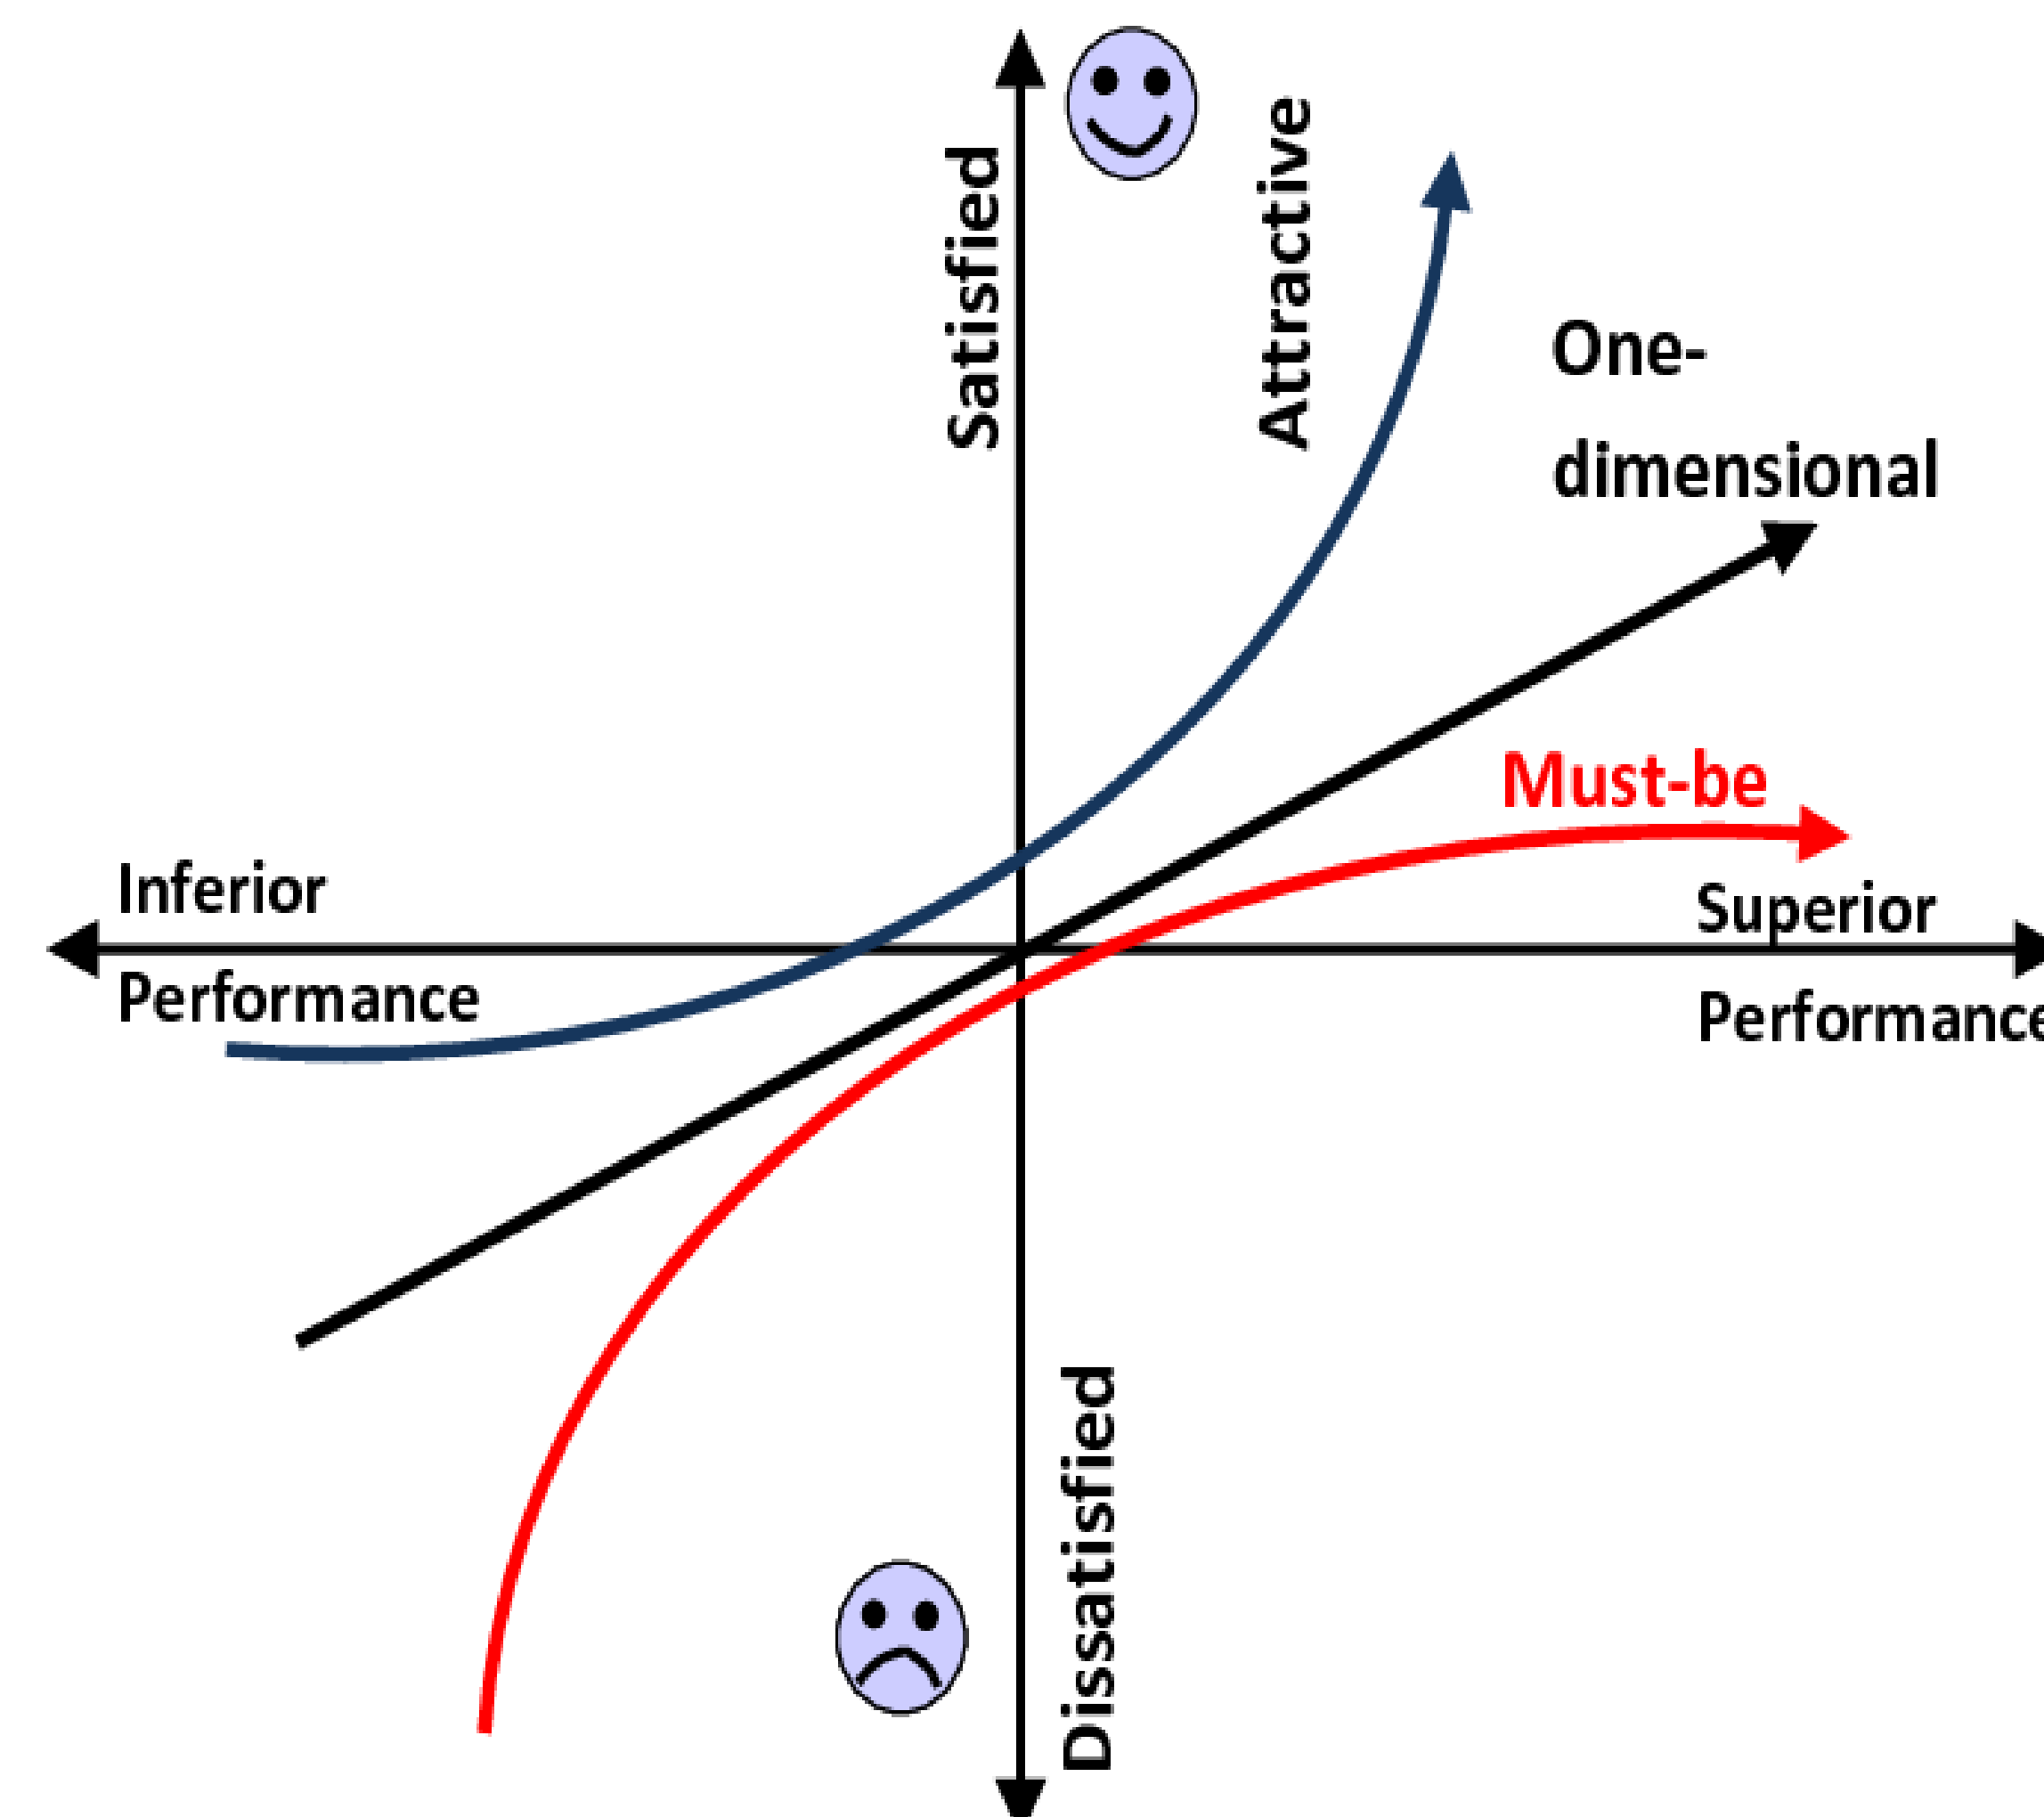 Satisfied
Attractive
One-
dimensional
Must-be
Inferior
Performance
Superior
Performance
Dissatisfied